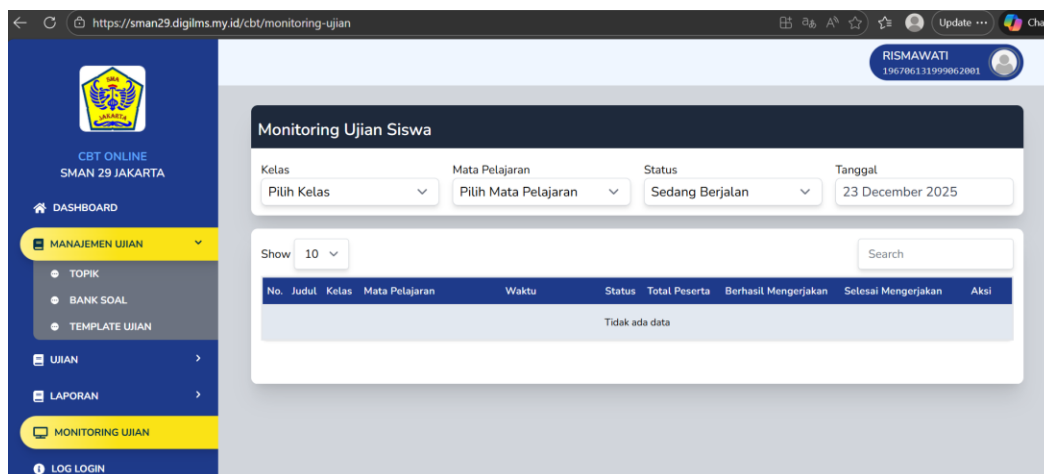 https://sman29.digilms.my.id/cbt/monitoring-ujian
Update
Cha
RISMAWATI
196706131999062001
SMA
JAKARTA
CBT ONLINE
SMAN 29 JAKARTA
DASHBOARD
MANAJEMEN UJIAN
TOPIK
BANK SOAL
TEMPLATE UJIAN
UJIAN
LAPORAN
MONITORING UJIAN
LOG LOGIN
Monitoring Ujian Siswa
Kelas Mata Pelajaran Status Tanggal
Pilih Kelas Pilih Mata Pelajaran Sedang Berjalan 23 December 2025
Show 10 Search
No. Judul Kelas Mata Pelajaran Waktu Status Total Peserta Berhasil Mengerjakan Selesai Mengerjakan Aksi
Tidak ada data